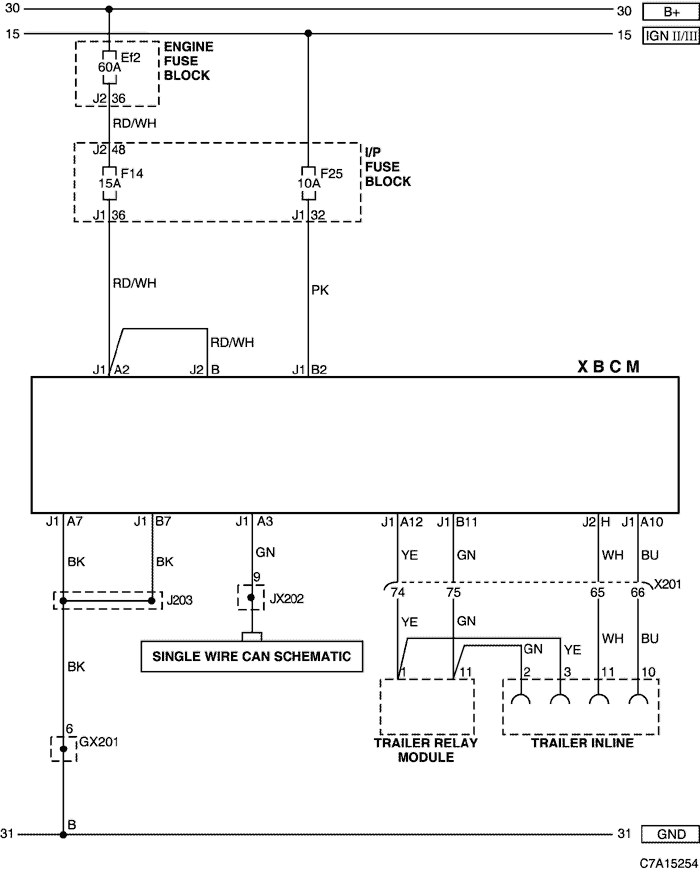 30 30 B+
15 15 IGN II/III
Ef2
60A
ENGINE
FUSE
BLOCK
J2 36
RD/WH
J2 48
F14
15A
F25
10A
I/P
FUSE
BLOCK
J1 36
J1 32
RD/WH
PK
RD/WH
J1 A2
J2 B
J1 B2
XBCM
J1 A7
J1 B7
J1 A3
J1 A12
J1 B11
J2 H
J1 A10
BK
BK
GN
YE
GN
WH
BU
9
X201
J203
JX202
74
75
65
66
YE
GN
WH
BU
GN
YE
SINGLE WIRE CAN SCHEMATIC
BK
1
11
2
3
11
10
6
GX201
TRAILER RELAY
MODULE
TRAILER INLINE
B
31 31 GND
C7A15254